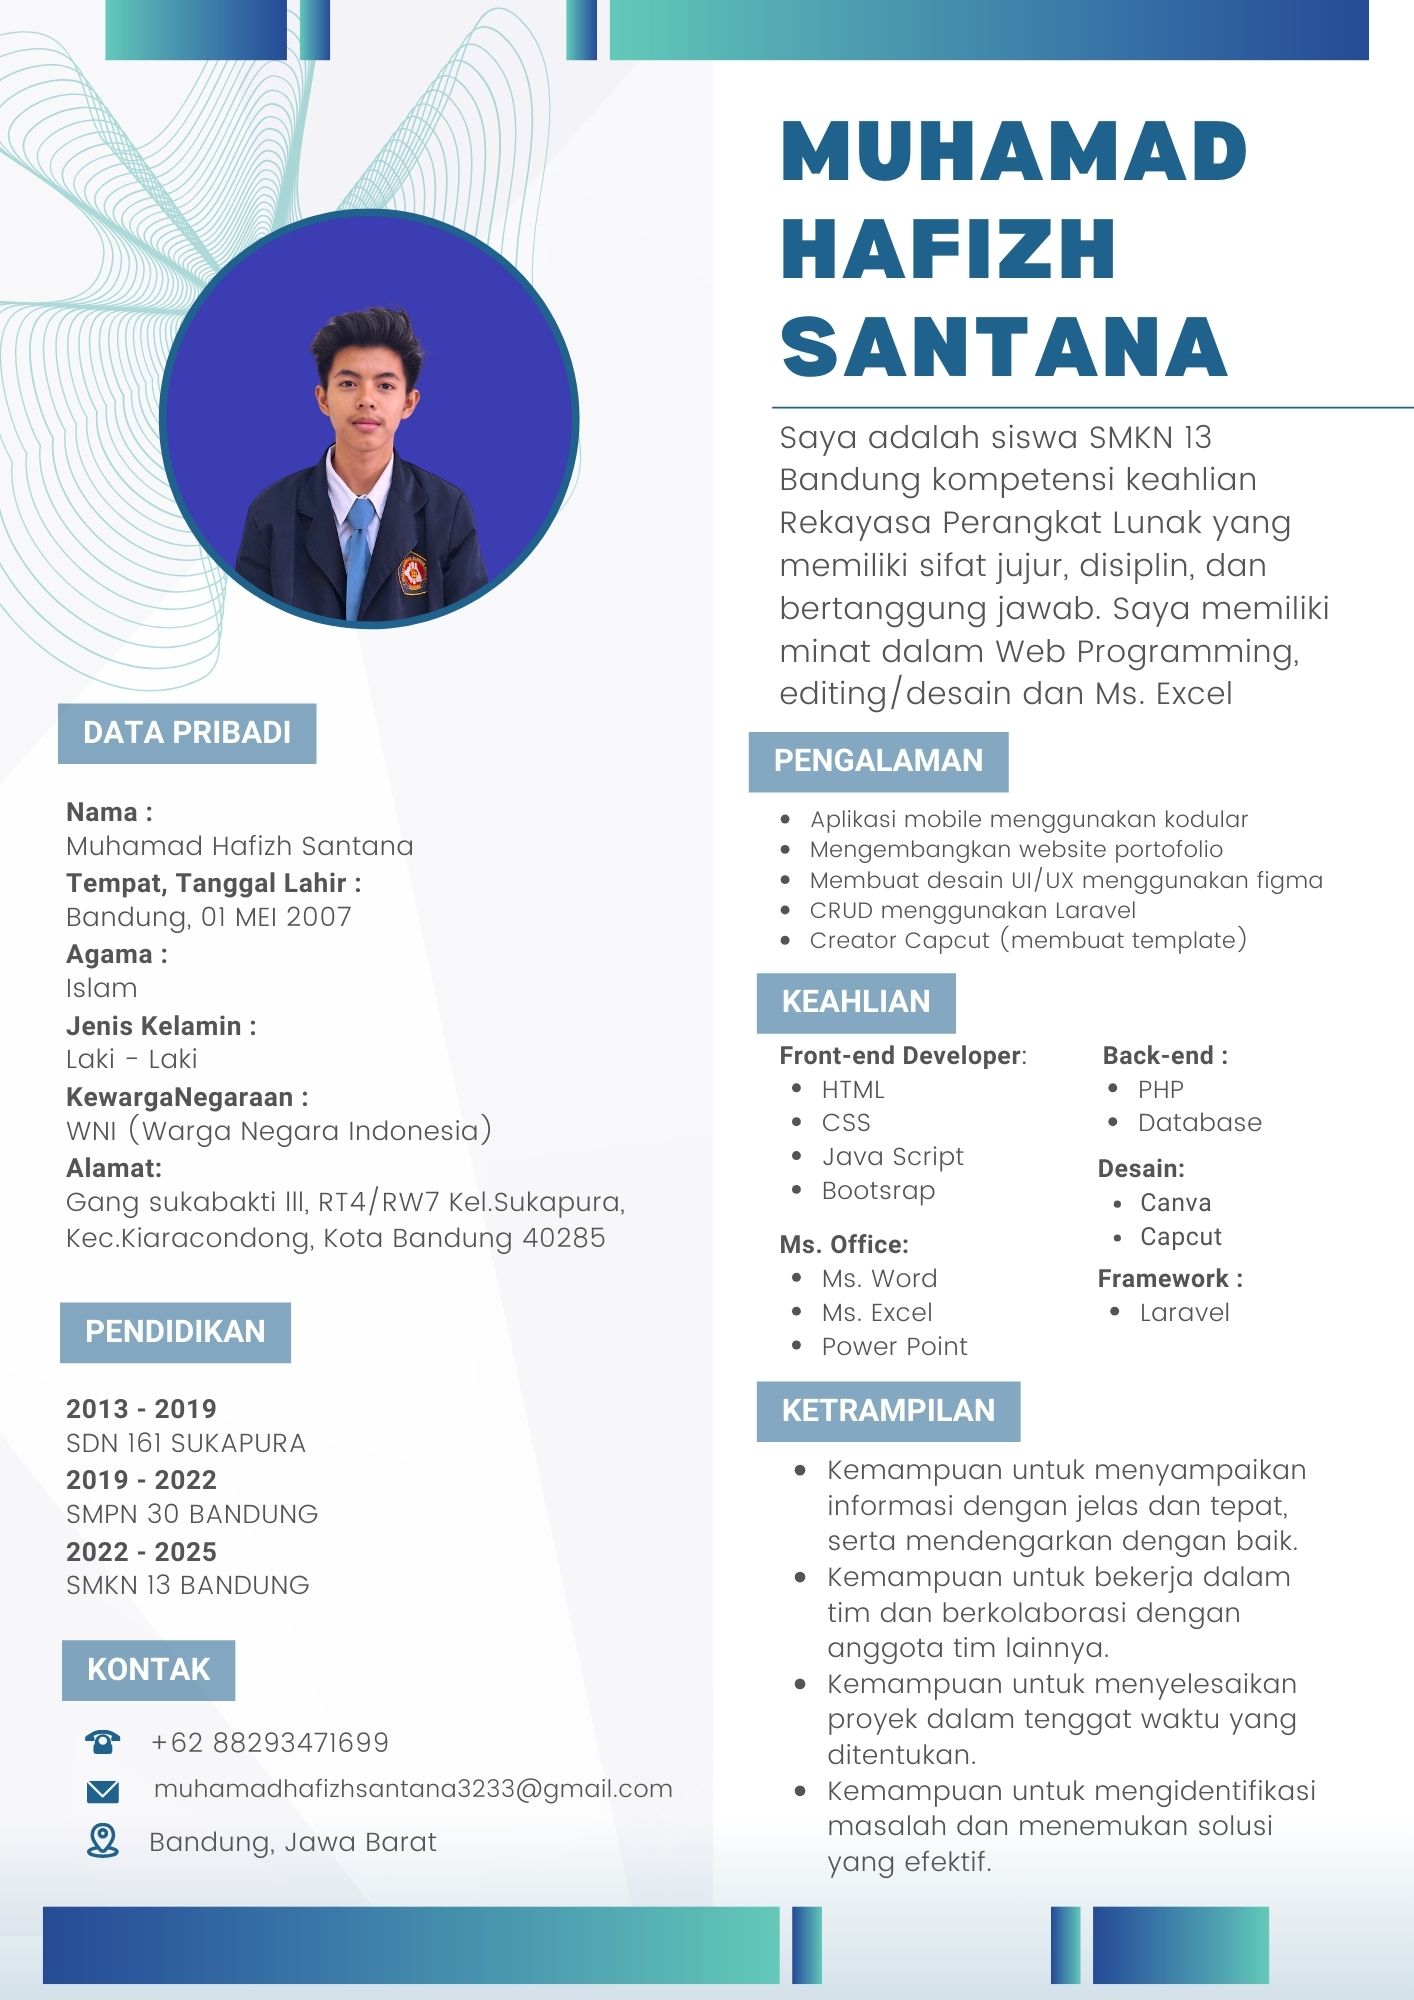 MUHAMAD
HAFIZH
SANTANA
Saya adalah siswa SMKN 13
Bandung kompetensi keahlian
Rekayasa Perangkat Lunak yang
memiliki sifat jujur, disiplin, dan
bertanggung jawab. Saya memiliki
minat dalam Web Programming,
editing/desain dan Ms. Excel
DATA PRIBADI
Nama :
Muhamad Hafizh Santana
Tempat, Tanggal Lahir :
Bandung, 01 MEI 2007
Agama :
Islam
Jenis Kelamin :
Laki - Laki
KewargaNegaraan :
WNI (Warga Negara Indonesia)
Alamat:
Gang sukabakti lll, RT4/RW7 Kel.Sukapura,
Kec.Kiaracondong, Kota Bandung 40285
PENDIDIKAN
2013 - 2019
SDN 161 SUKAPURA
2019 - 2022
SMPN 30 BANDUNG
2022 - 2025
SMKN 13 BANDUNG
KONTAK
+62 88293471699
muhamadhafizhsantana3233@gmail.com
Bandung, Jawa Barat
PENGALAMAN
• Aplikasi mobile menggunakan kodular
• Mengembangkan website portofolio
• Membuat desain UI/UX menggunakan figma
• CRUD menggunakan Laravel
• Creator Capcut (membuat template)
KEAHLIAN
Front-end Developer:
• HTML
• CSS
• Java Script
• Bootsrap
Ms. Office:
• Ms. Word
• Ms. Excel
• Power Point
Back-end :
• PHP
• Database
Desain:
• Canva
• Capcut
Framework :
• Laravel
KETRAMPILAN
• Kemampuan untuk menyampaikan
informasi dengan jelas dan tepat,
serta mendengarkan dengan baik.
• Kemampuan untuk bekerja dalam
tim dan berkolaborasi dengan
anggota tim lainnya.
• Kemampuan untuk menyelesaikan
proyek dalam tenggat waktu yang
ditentukan.
• Kemampuan untuk mengidentifikasi
masalah dan menemukan solusi
yang efektif.